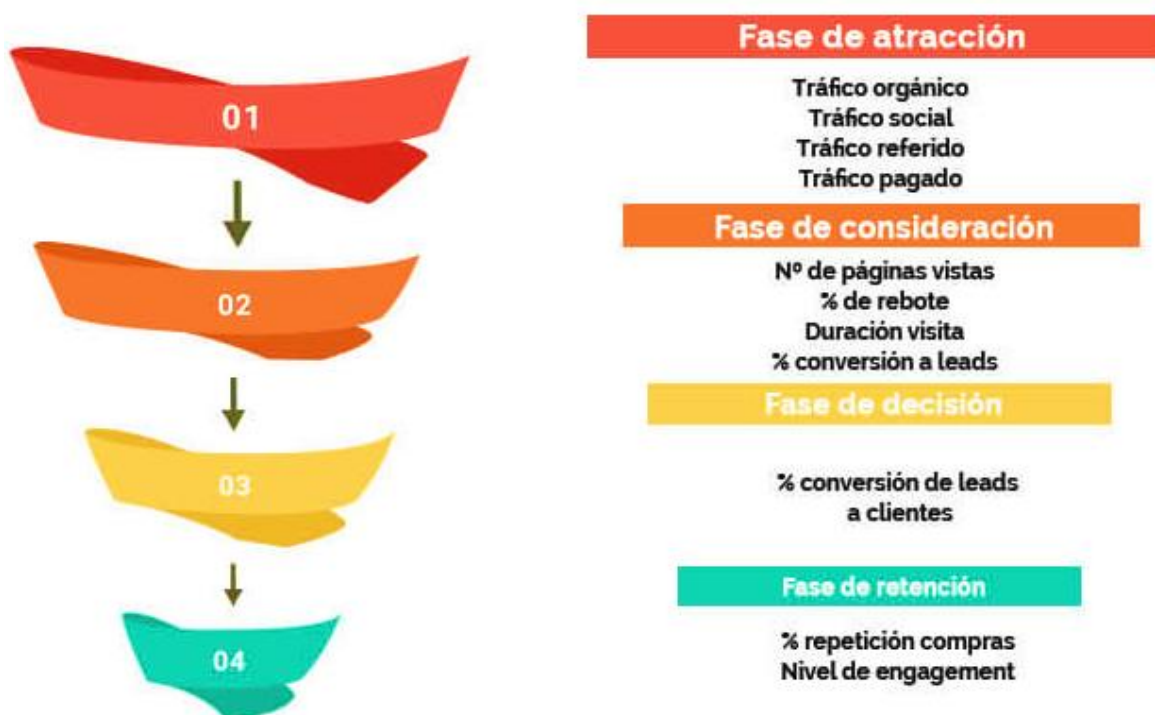 01
Fase de atracción
Tráfico orgánico
Tráfico social
Tráfico referido
Tráfico pagado
02
Fase de consideración
Nº de páginas vistas
% de rebote
Duración visita
% conversión a leads
03
Fase de decisión
% conversión de leads
a clientes
04
Fase de retención
% repetición compras
Nivel de engagement